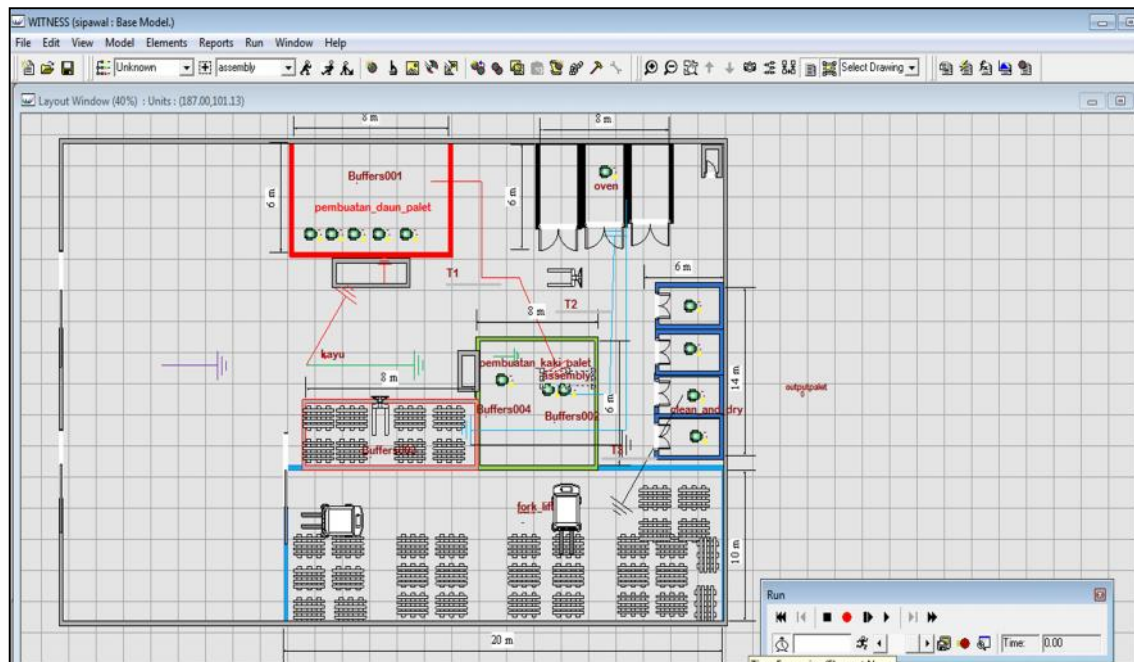 WITNESS (sipawal : Base Model.)
File Edit View Model Elements Reports Run Window Help
Unknown
assembly
Select Drawing
Layout Window (40%) : Units : (187.00,101.13)
8 m
8 m
Buffers001
6 m
oven
6 m
pembuatan_daun_palet
6 m
T1
T2
8 m
kayu
pembuatan_kaki_palet
assembly
14 m
outputpalet
0
8 m
6 m
Buffers004
Buffers002
clean_and_dry
T3
fork_lift
10 m
Run
Time:
0.00
20 m